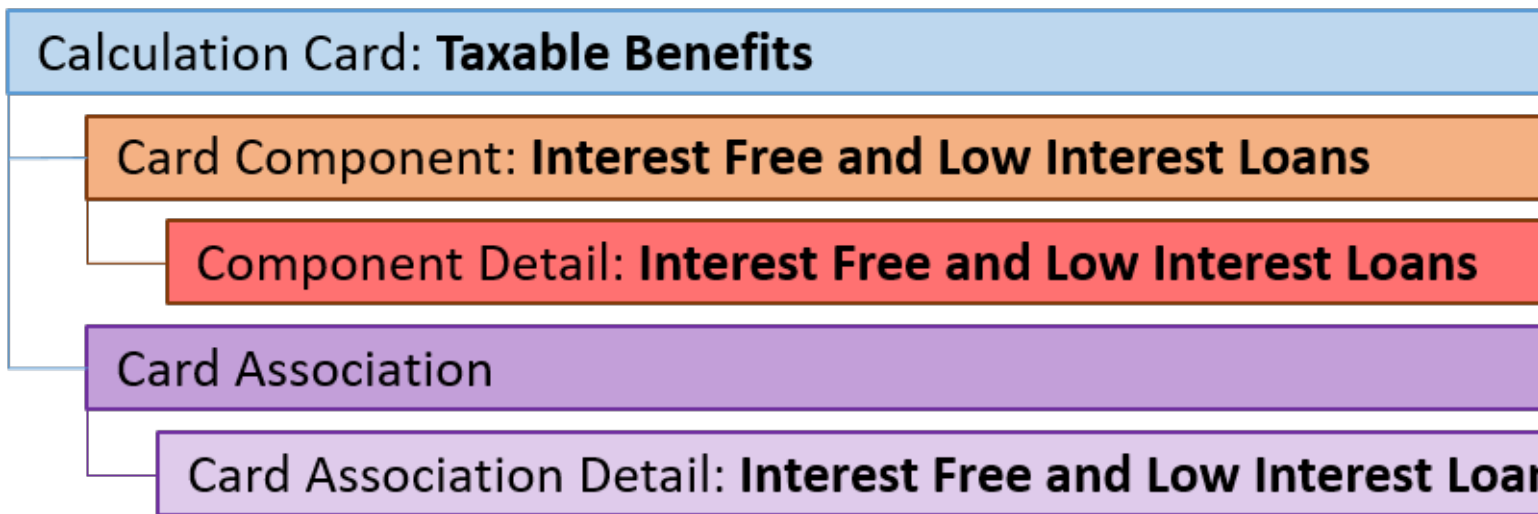 Calculation Card: Taxable Benefits
Card Component: Interest Free and Low Interest Loans
Component Detail: Interest Free and Low Interest Loans
Card Association
Card Association Detail: Interest Free and Low Interest